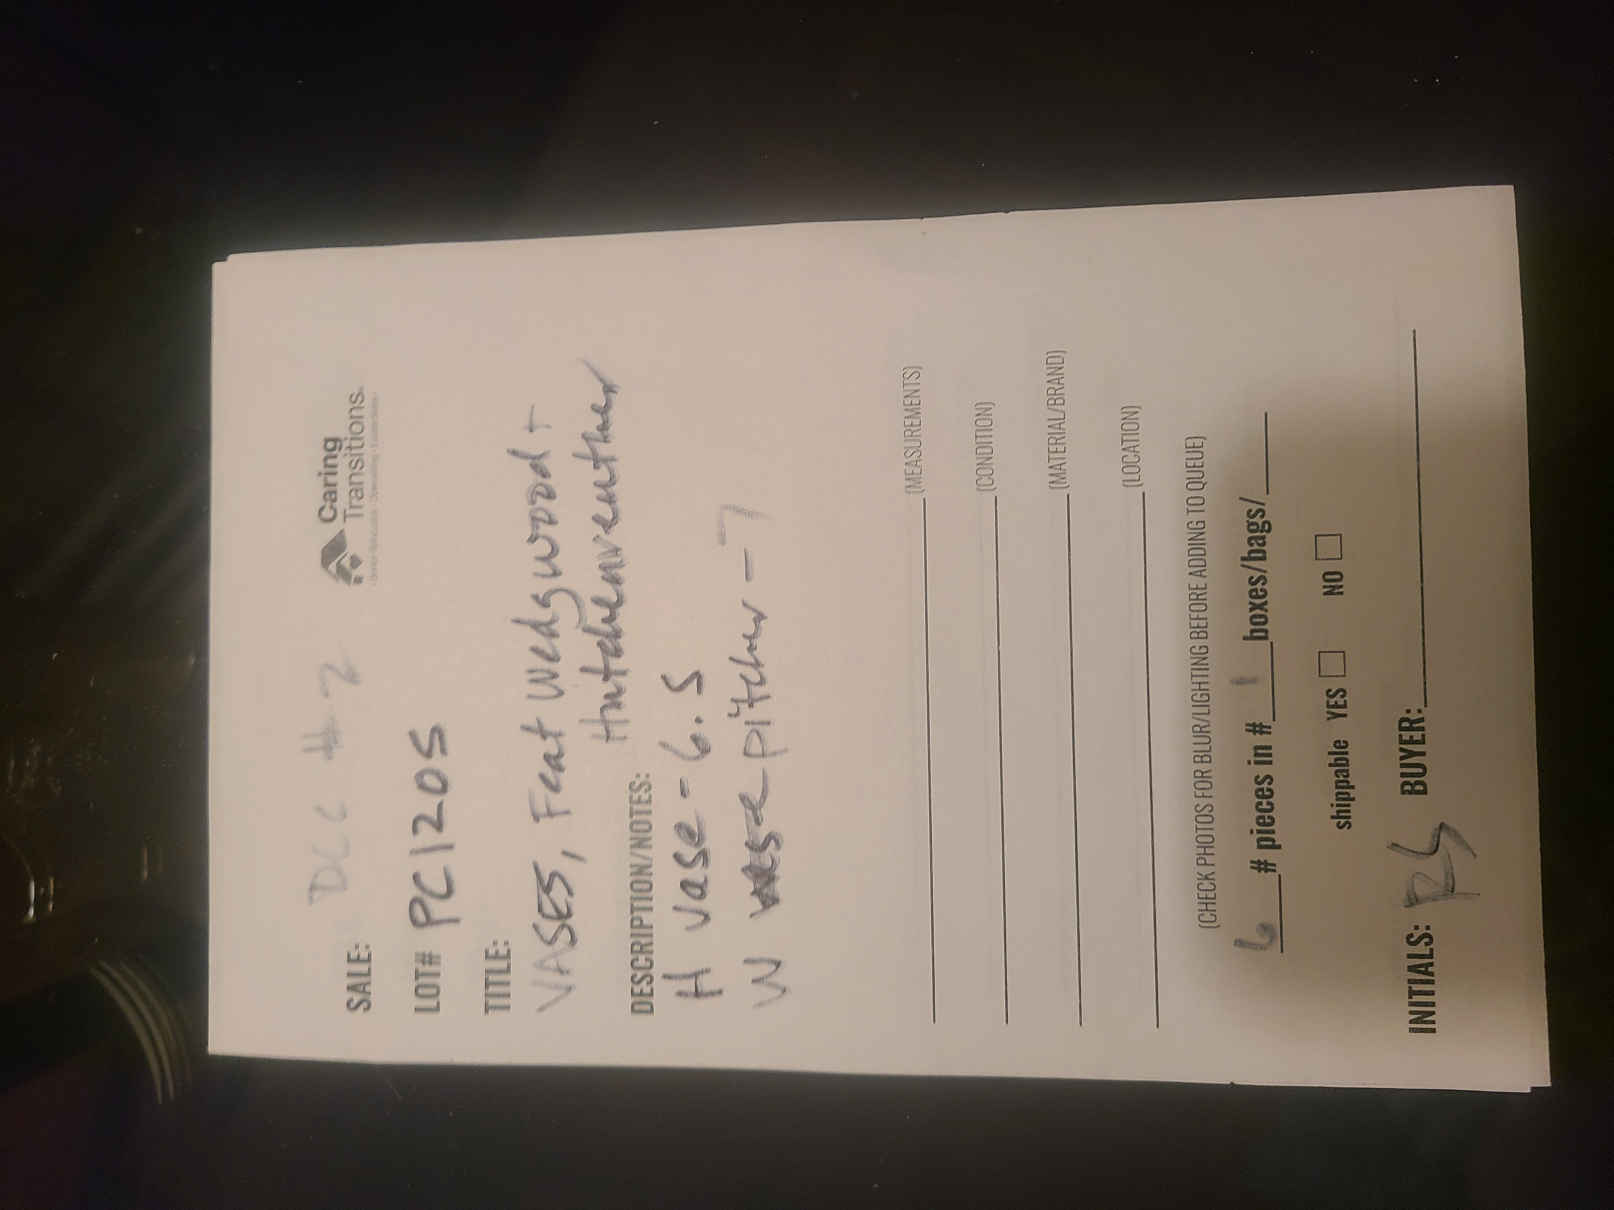 Caring
Transitions.
SALE: DCC #2
LOT# PC1205
TITLE:
VASES, Feat Wedgwood +
Hutchenreuther
DESCRIPTION/NOTES:
H Vase - 6.5
W pitcher - 7
(MEASUREMENTS)
(CONDITION)
(MATERIAL/BRAND)
(LOCATION)
(CHECK PHOTOS FOR BLUR/LIGHTING BEFORE ADDING TO QUEUE)
6 # pieces in # 1 boxes/bags/
shippable YES NO
INITIALS: RS BUYER: